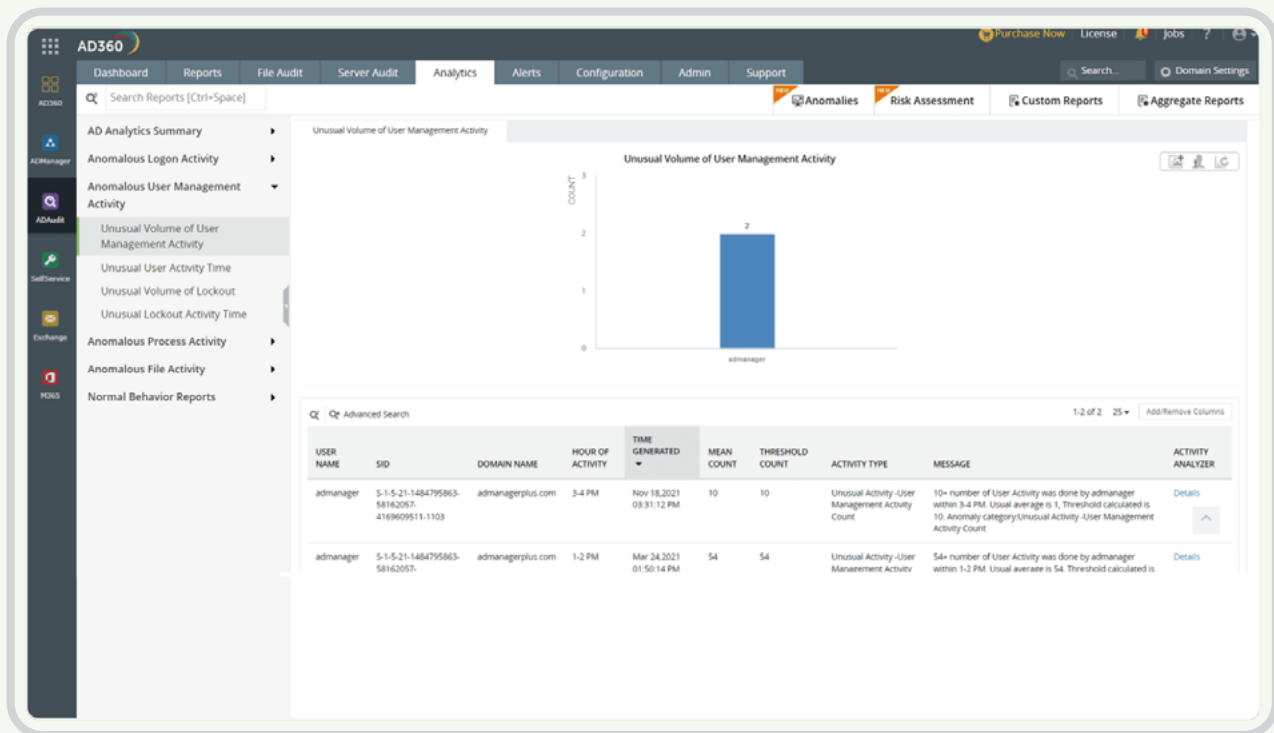 Purchase Now License Jobs ?
AD360
Dashboard Reports File Audit Server Audit Analytics Alerts Configuration Admin Support Search... Domain Settings
AD360
Search Reports [Ctrl+Space]
NEW Anomalies NEW Risk Assessment Custom Reports Aggregate Reports
ADManager
ADAudit
SelfService
Exchange
M365
AD Analytics Summary
Anomalous Logon Activity
Anomalous User Management
Activity
Unusual Volume of User
Management Activity
Unusual User Activity Time
Unusual Volume of Lockout
Unusual Lockout Activity Time
Anomalous Process Activity
Anomalous File Activity
Normal Behavior Reports
Unusual Volume of User Management Activity
Unusual Volume of User Management Activity
COUNT
3
2
1
0
2
admanager
Advanced Search
1-2 of 2 25 Add/Remove Columns
USER
NAME
SID
DOMAIN NAME
HOUR OF
ACTIVITY
TIME
GENERATED
MEAN
COUNT
THRESHOLD
COUNT
ACTIVITY TYPE
MESSAGE
ACTIVITY
ANALYZER
admanager
S-1-5-21-1484795863-
58162057-
4169609511-1103
admanagerplus.com
3-4 PM
Nov 18,2021
03:31:12 PM
10
10
Unusual Activity -User
Management Activity
Count
10+ number of User Activity was done by admanager
within 3-4 PM. Usual average is 1, Threshold calculated is
10. Anomaly category:Unusual Activity -User Management
Activity Count
Details
admanager
S-1-5-21-1484795863-
58162057-
admanagerplus.com
1-2 PM
Mar 24,2021
01:50:14 PM
54
54
Unusual Activity -User
Management Activity
54+ number of User Activity was done by admanager
within 1-2 PM. Usual average is 54, Threshold calculated is
Details